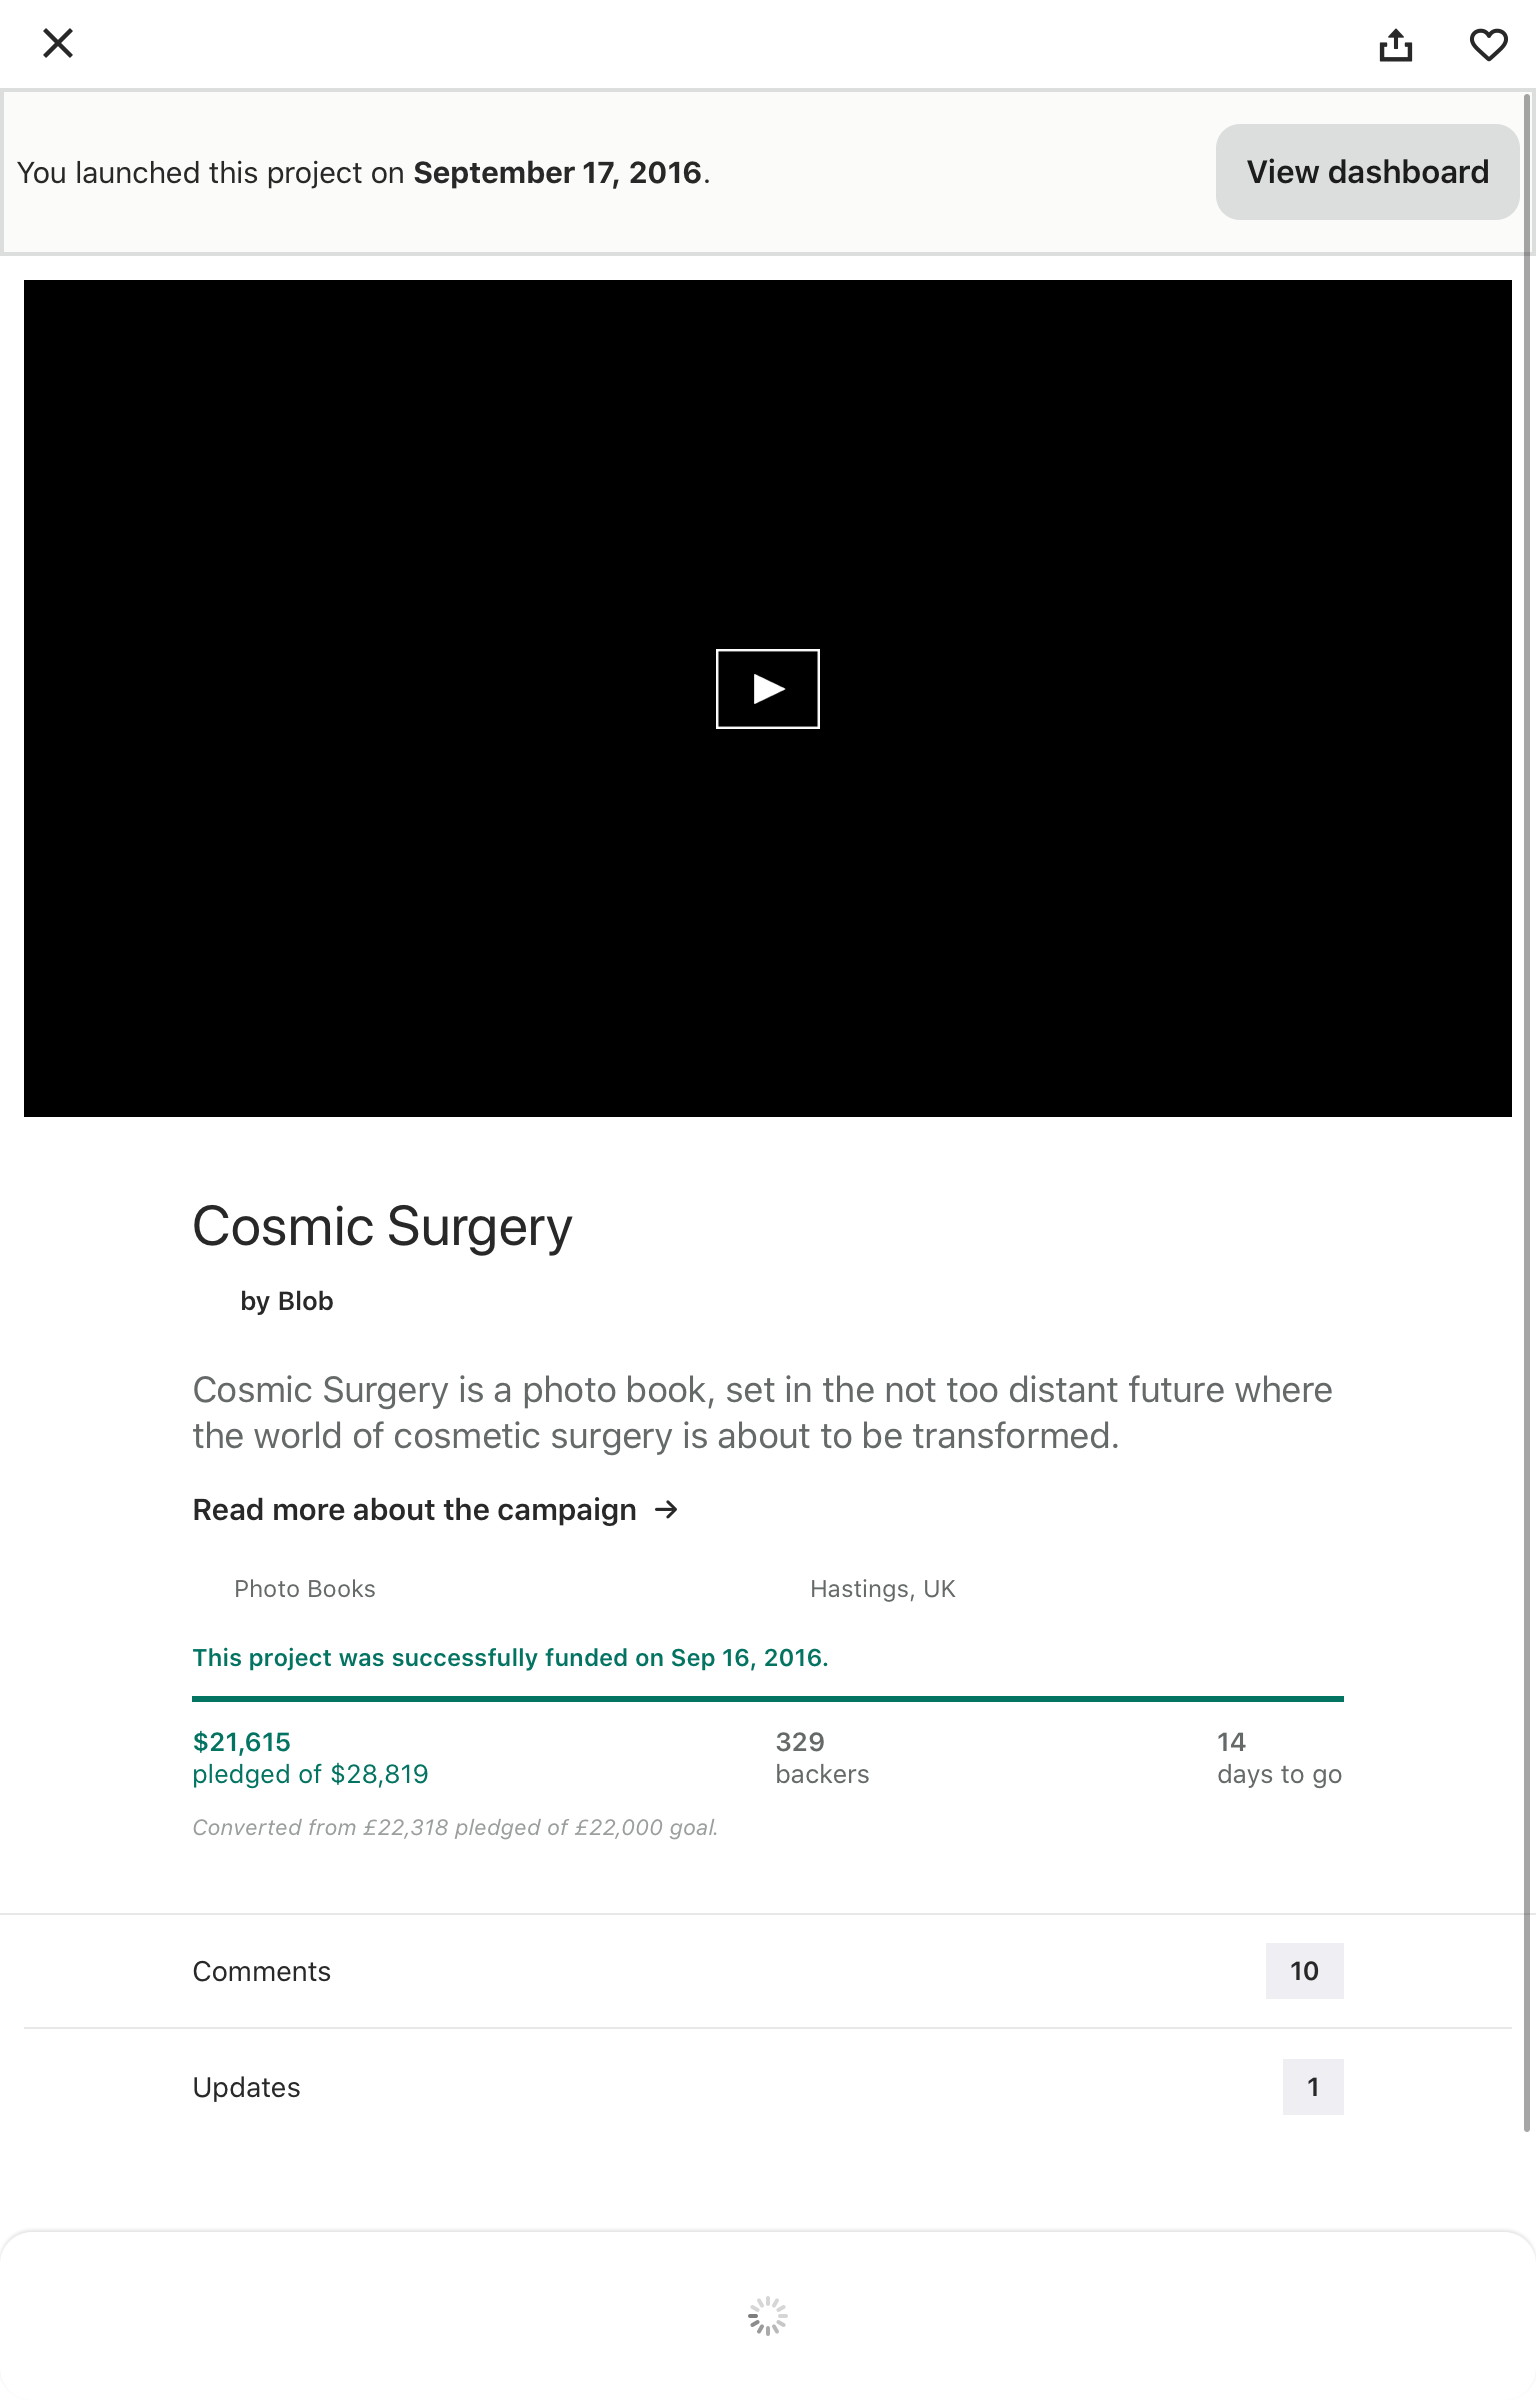 You launched this project on September 17, 2016.
View dashboard
Cosmic Surgery
by Blob
Cosmic Surgery is a photo book, set in the not too distant future where
the world of cosmetic surgery is about to be transformed.
Read more about the campaign →
Photo Books
Hastings, UK
This project was successfully funded on Sep 16, 2016.
$21,615
pledged of $28,819
329
backers
14
days to go
Converted from £22,318 pledged of £22,000 goal.
Comments
10
Updates
1